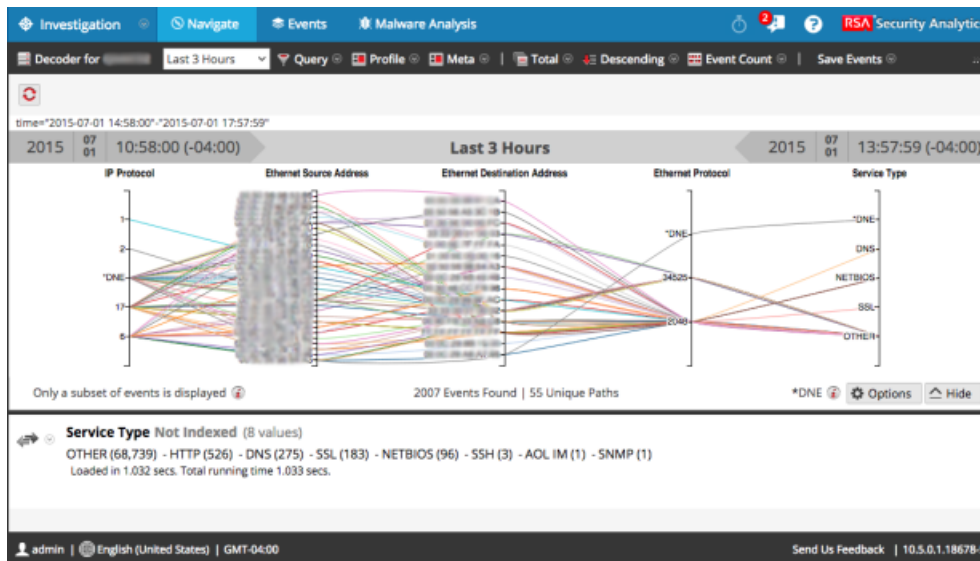 Investigation Navigate Events Malware Analysis 2 ? RSA Security Analytic
Decoder for Last 3 Hours Query Profile Meta | Total Descending Event Count | Save Events ..
time="2015-07-01 14:58:00"-"2015-07-01 17:57:59"
2015 07 01 10:58:00 (-04:00) Last 3 Hours 2015 07 01 13:57:59 (-04:00)
IP Protocol Ethernet Source Address Ethernet Destination Address Ethernet Protocol Service Type
1
2
*DNE
17
6
*DNE
34525
2048
*DNE
DNS
NETBIOS
SSL
OTHER
Only a subset of events is displayed 2007 Events Found | 55 Unique Paths *DNE Options Hide
Service Type Not Indexed (8 values)
OTHER (68,739) - HTTP (526) - DNS (275) - SSL (183) - NETBIOS (96) - SSH (3) - AOL IM (1) - SNMP (1)
Loaded in 1.032 secs. Total running time 1.033 secs.
admin | English (United States) | GMT-04:00 Send Us Feedback | 10.5.0.1.18678-